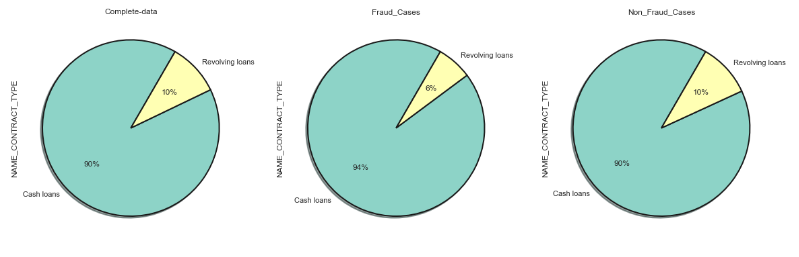 Complete-data
Fraud_Cases
Non_Fraud_Cases
NAME_CONTRACT_TYPE
Revolving loans
10%
90%
Cash loans
NAME_CONTRACT_TYPE
Revolving loans
6%
94%
Cash loans
NAME_CONTRACT_TYPE
Revolving loans
10%
90%
Cash loans